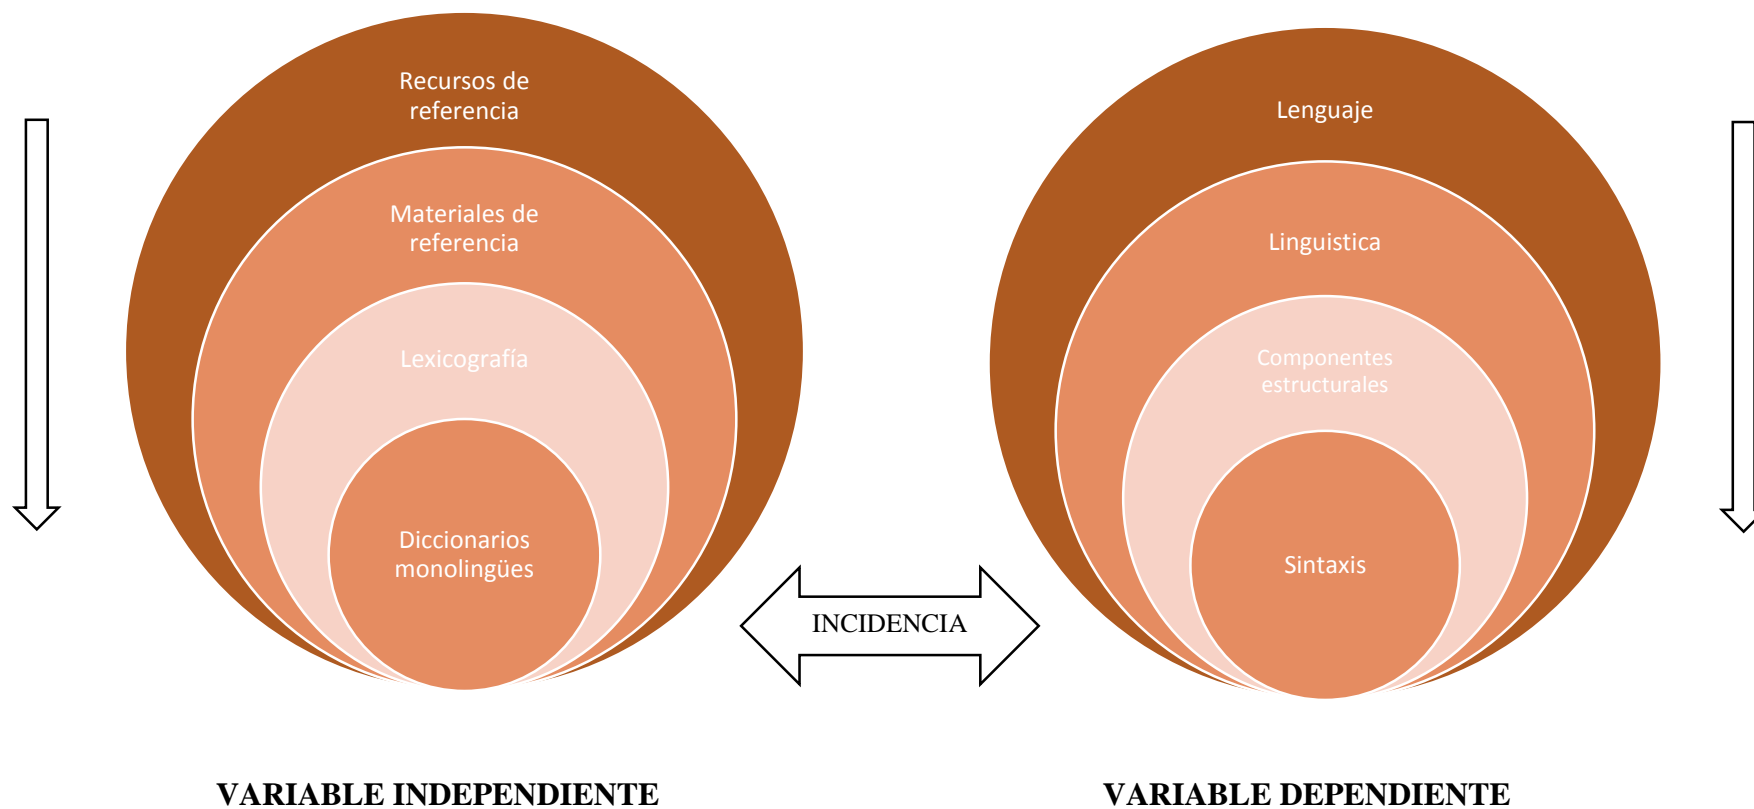 Recursos de
referencia
Materiales de
referencia
Lexicografía
Diccionarios
monolingües
Lenguaje
Linguistica
Componentes
estructurales
Sintaxis
INCIDENCIA
VARIABLE INDEPENDIENTE
VARIABLE DEPENDIENTE